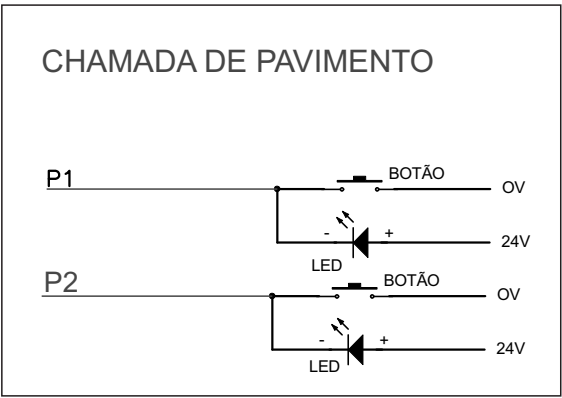 CHAMADA DE PAVIMENTO
P1
BOTÃO
OV
- +
24V
LED
P2
BOTÃO
OV
- +
24V
LED